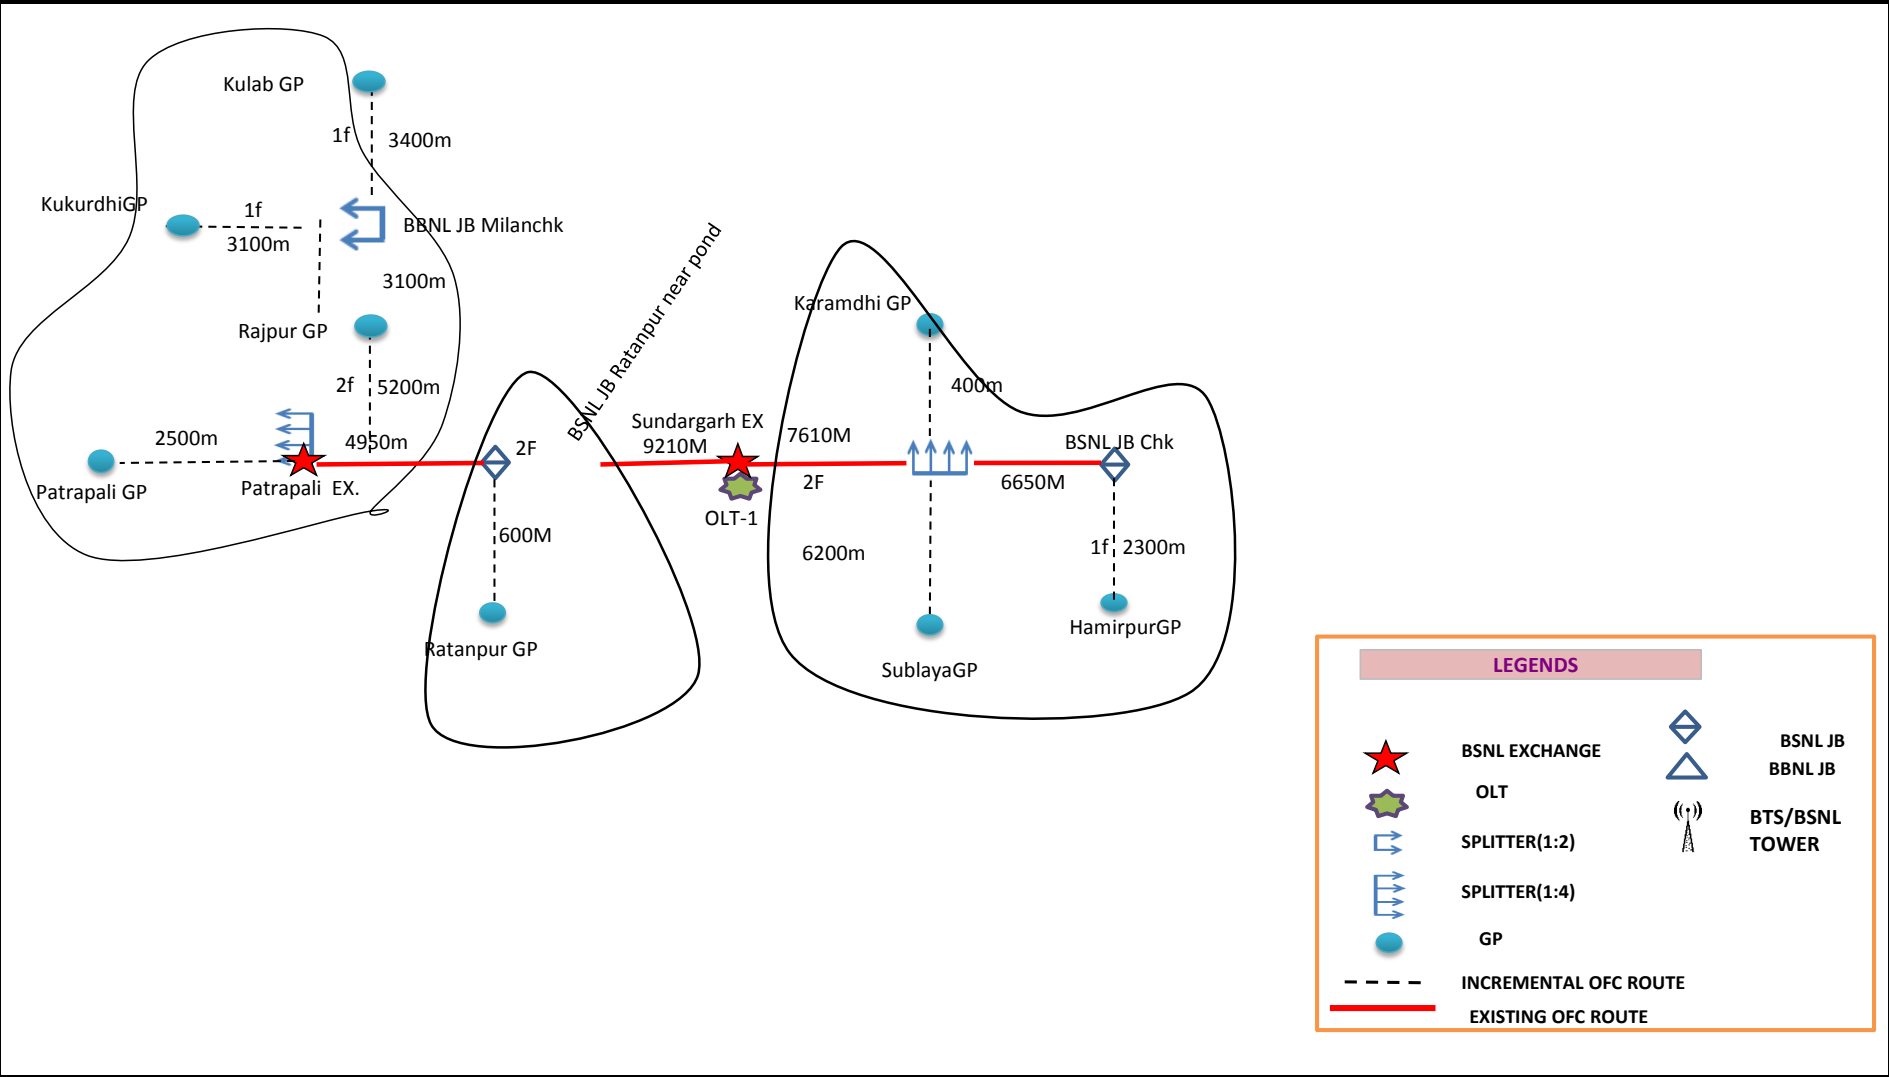 Kulab GP
1f
3400m
KukurdhiGP
1f
3100m
BBNL JB Milanchk
3100m
Rajpur GP
2f
5200m
2500m
4950m
Patrapali GP
Patrapali EX.
2F
BSNL JB Ratanpur near pond
600M
Ratanpur GP
Sundargarh EX
9210M
OLT-1
Karamdhi GP
400m
7610M
2F
6200m
BSNL JB Chk
6650M
1f
2300m
HamirpurGP
SublayaGP
LEGENDS
BSNL EXCHANGE
BSNL JB
BBNL JB
OLT
BTS/BSNL
TOWER
SPLITTER(1:2)
SPLITTER(1:4)
GP
INCREMENTAL OFC ROUTE
EXISTING OFC ROUTE